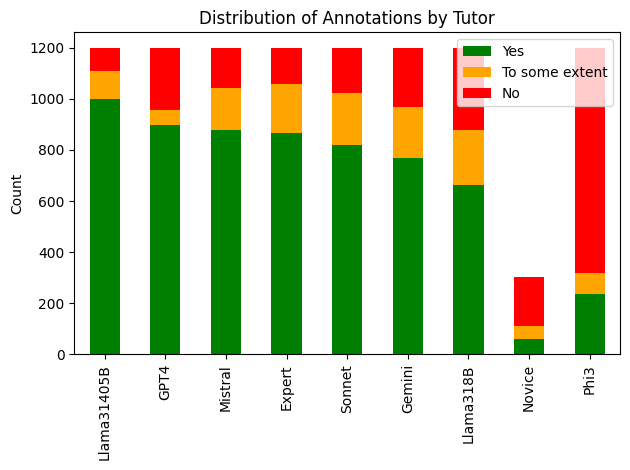 Distribution of Annotations by Tutor
Yes
To some extent
No
1200
1000
800
600
400
200
0
Count
Llama31405B
GPT4
Mistral
Expert
Sonnet
Gemini
Llama318B
Novice
Phi3